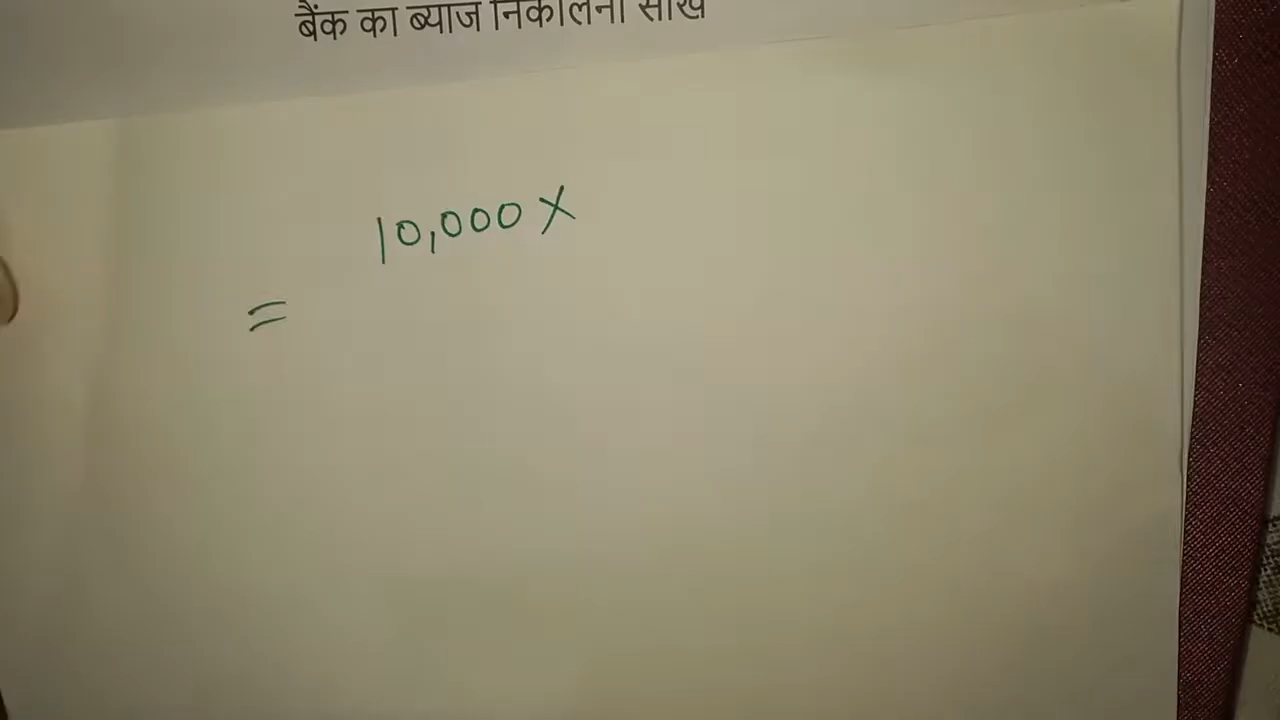 बैंक का ब्याज निकालना सीखे
10,000 ×
=